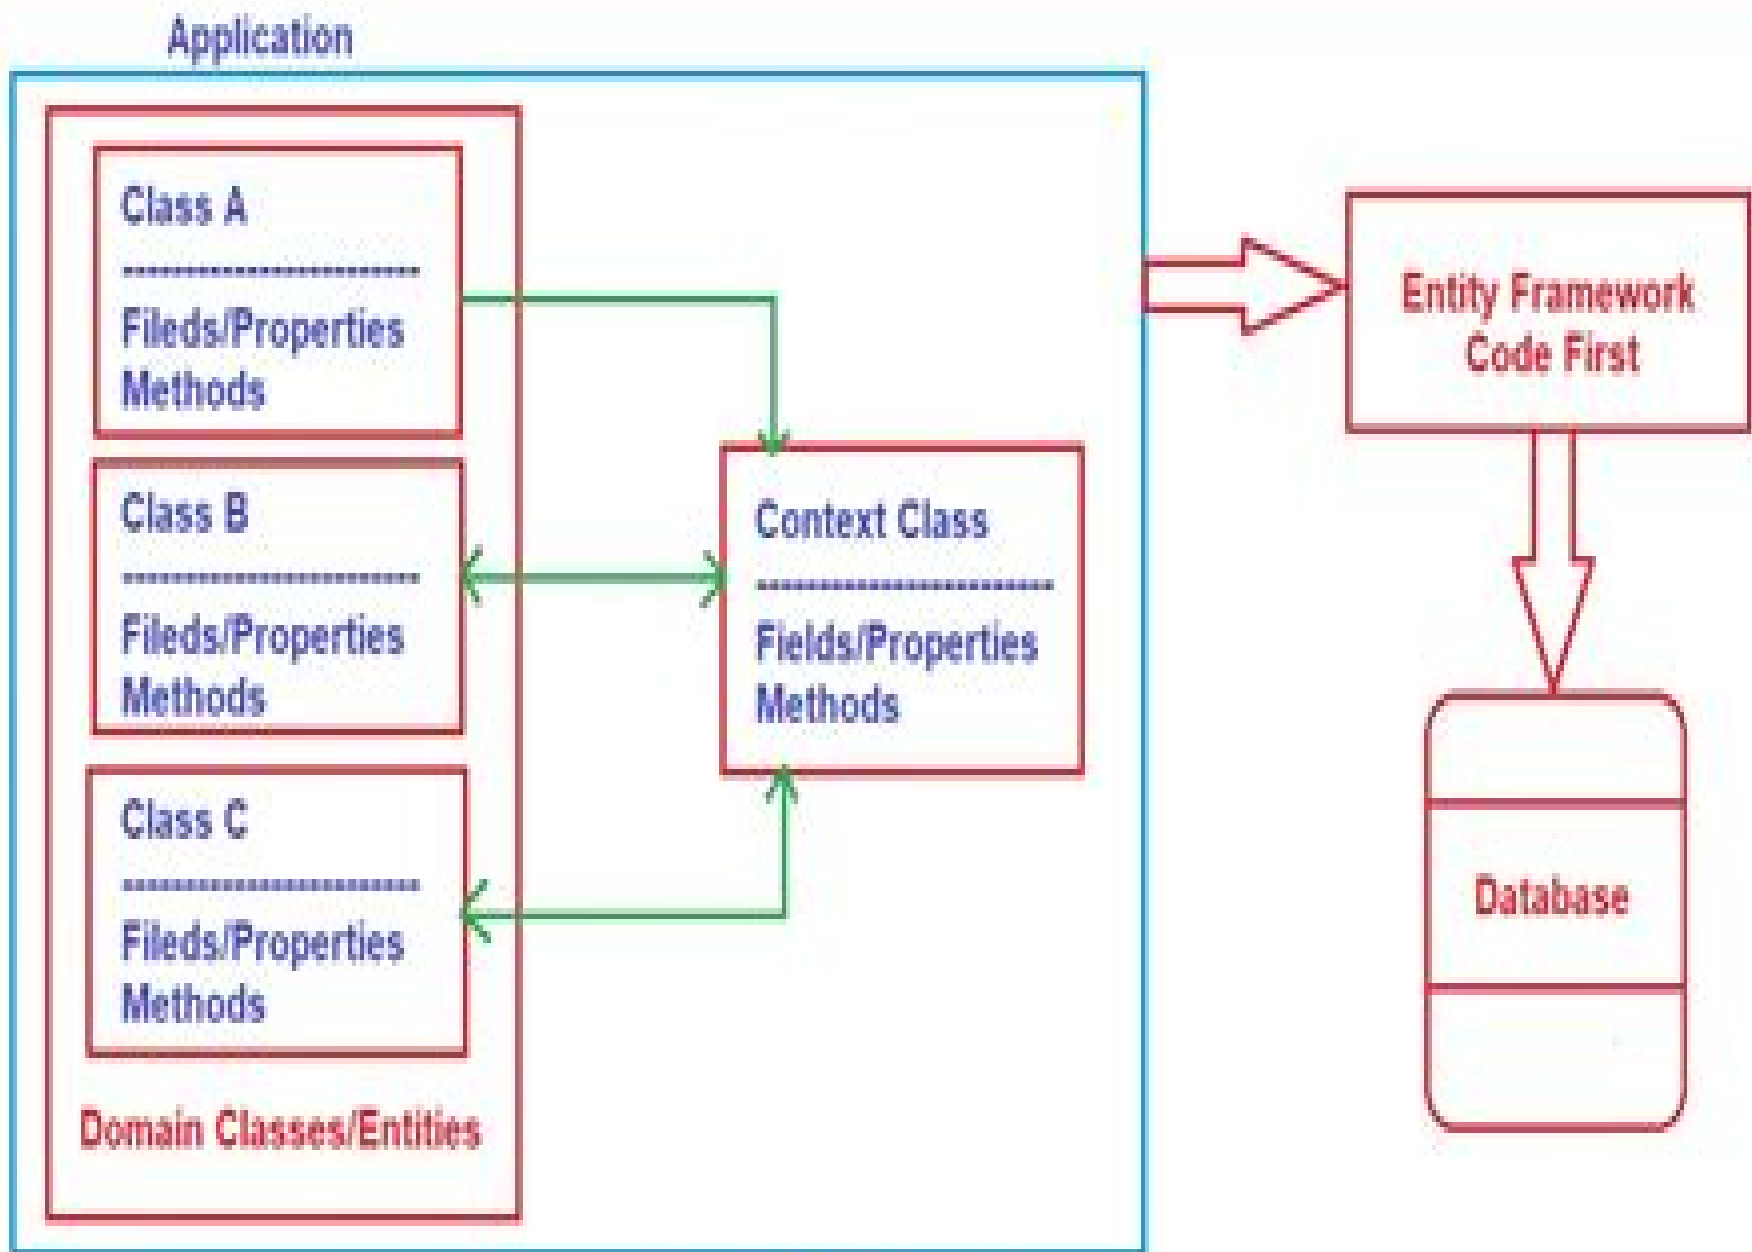 Application
Class A
------------------------
Fileds/Properties
Methods
Class B
------------------------
Fileds/Properties
Methods
Class C
------------------------
Fileds/Properties
Methods
Domain Classes/Entities
Context Class
------------------------
Fields/Properties
Methods
Entity Framework
Code First
Database